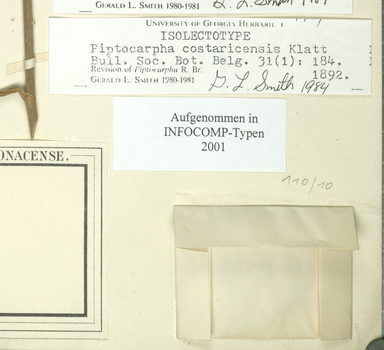 GERALD L. SMITH 1980-1981 G. L. Smith
UNIVERSITY OF GEORGIA
ISOLECTOTYPE
Piptocarpha costaricensis Klatt
Bull. Soc. Bot. Belg. 31(1): 184.
Revision of Piptocarpha R. Br. 1892.
GERALD L. SMITH 1980-1981 G. L. Smith 1984
Aufgenommen in
INFOCOMP-Typen
2001
ONACENSE.
110/10